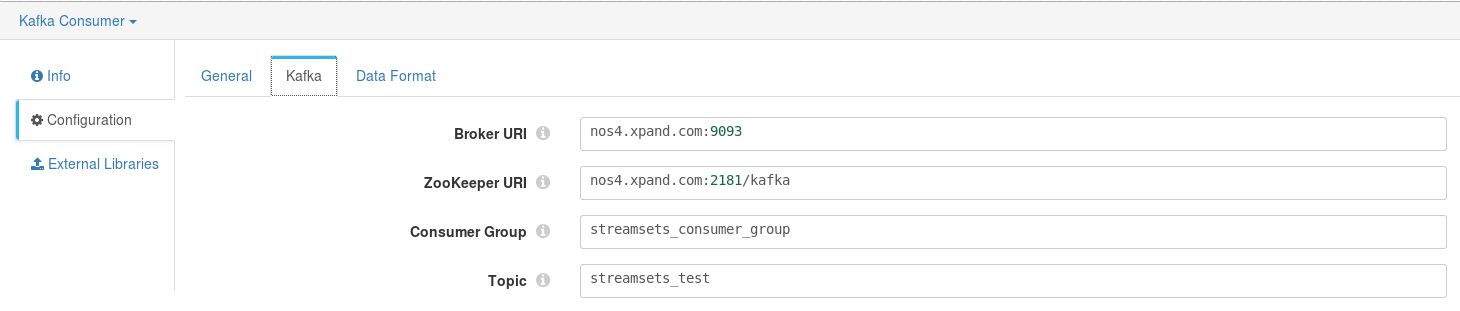 Kafka Consumer
Info
Configuration
External Libraries
General
Kafka
Data Format
Broker URI
nos4.xpand.com:9093
ZooKeeper URI
nos4.xpand.com:2181/kafka
Consumer Group
streamsets_consumer_group
Topic
streamsets_test